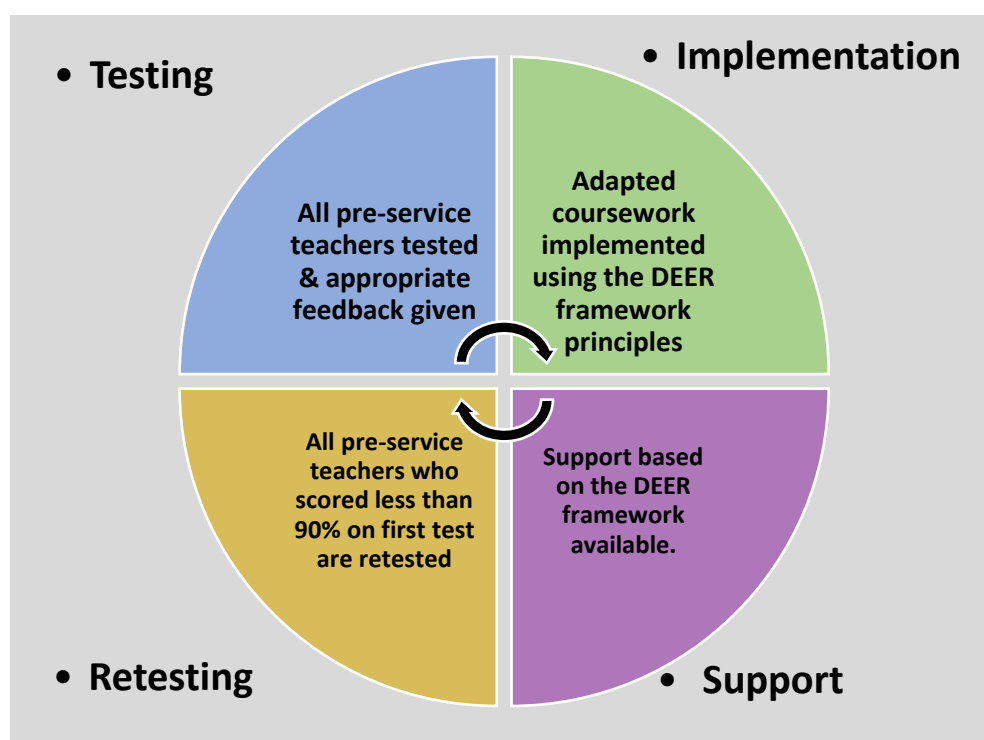 • Testing
All pre-service
teachers tested
& appropriate
feedback given
• Implementation
Adapted
coursework
implemented
using the DEER
framework
principles
All pre-service
teachers who
scored less than
90% on first test
are retested
• Retesting
Support based
on the DEER
framework
available.
• Support